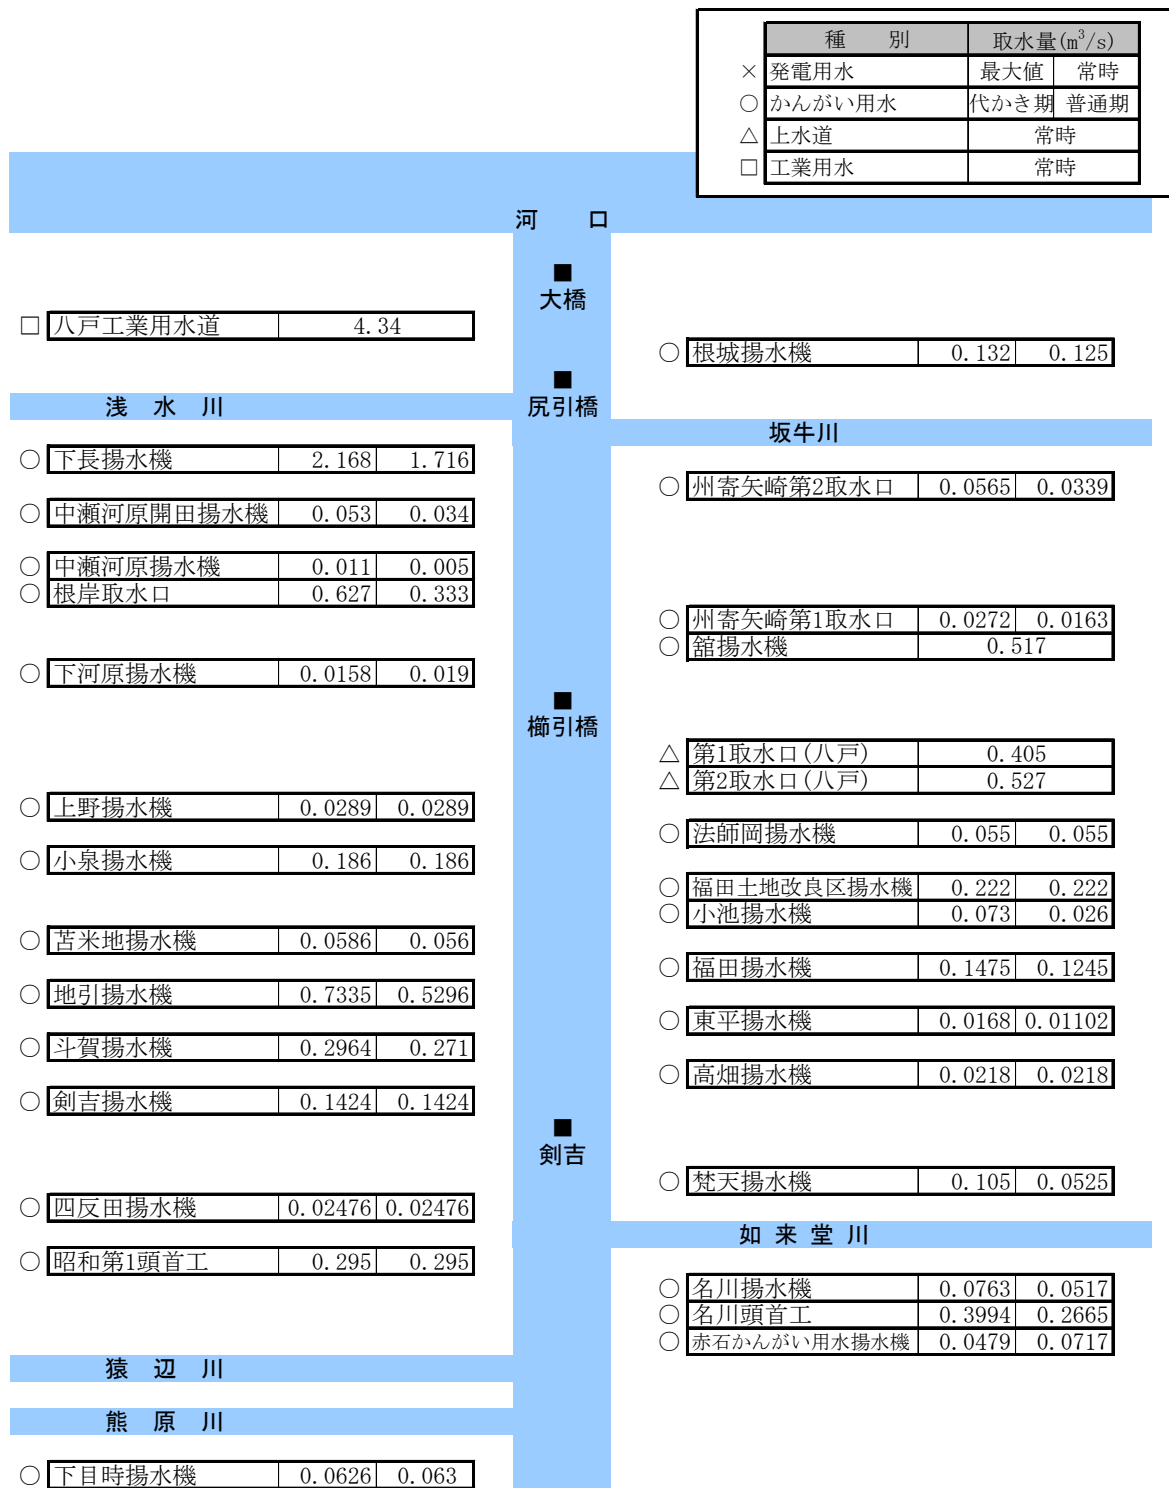 種　別 取水量(m³/s)
× 発電用水 最大値 常時
○ かんがい用水 代かき期 普通期
△ 上水道 常時
□ 工業用水 常時
河　口
■
大橋
□ 八戸工業用水道 4.34
○ 根城揚水機 0.132 0.125
■
尻引橋
浅 水 川
坂牛川
○ 下長揚水機 2.168 1.716
○ 州寄矢崎第2取水口 0.0565 0.0339
○ 中瀬河原開田揚水機 0.053 0.034
○ 中瀬河原揚水機 0.011 0.005
○ 根岸取水口 0.627 0.333
○ 州寄矢崎第1取水口 0.0272 0.0163
○ 舘揚水機 0.517
○ 下河原揚水機 0.0158 0.019
■
櫛引橋
△ 第1取水口(八戸) 0.405
△ 第2取水口(八戸) 0.527
○ 上野揚水機 0.0289 0.0289
○ 法師岡揚水機 0.055 0.055
○ 小泉揚水機 0.186 0.186
○ 福田土地改良区揚水機 0.222 0.222
○ 小池揚水機 0.073 0.026
○ 苫米地揚水機 0.0586 0.056
○ 福田揚水機 0.1475 0.1245
○ 地引揚水機 0.7335 0.5296
○ 東平揚水機 0.0168 0.01102
○ 斗賀揚水機 0.2964 0.271
○ 高畑揚水機 0.0218 0.0218
○ 剣吉揚水機 0.1424 0.1424
■
剣吉
○ 梵天揚水機 0.105 0.0525
○ 四反田揚水機 0.02476 0.02476
如 来 堂 川
○ 昭和第1頭首工 0.295 0.295
○ 名川揚水機 0.0763 0.0517
○ 名川頭首工 0.3994 0.2665
○ 赤石かんがい用水揚水機 0.0479 0.0717
猿 辺 川
熊 原 川
○ 下目時揚水機 0.0626 0.063